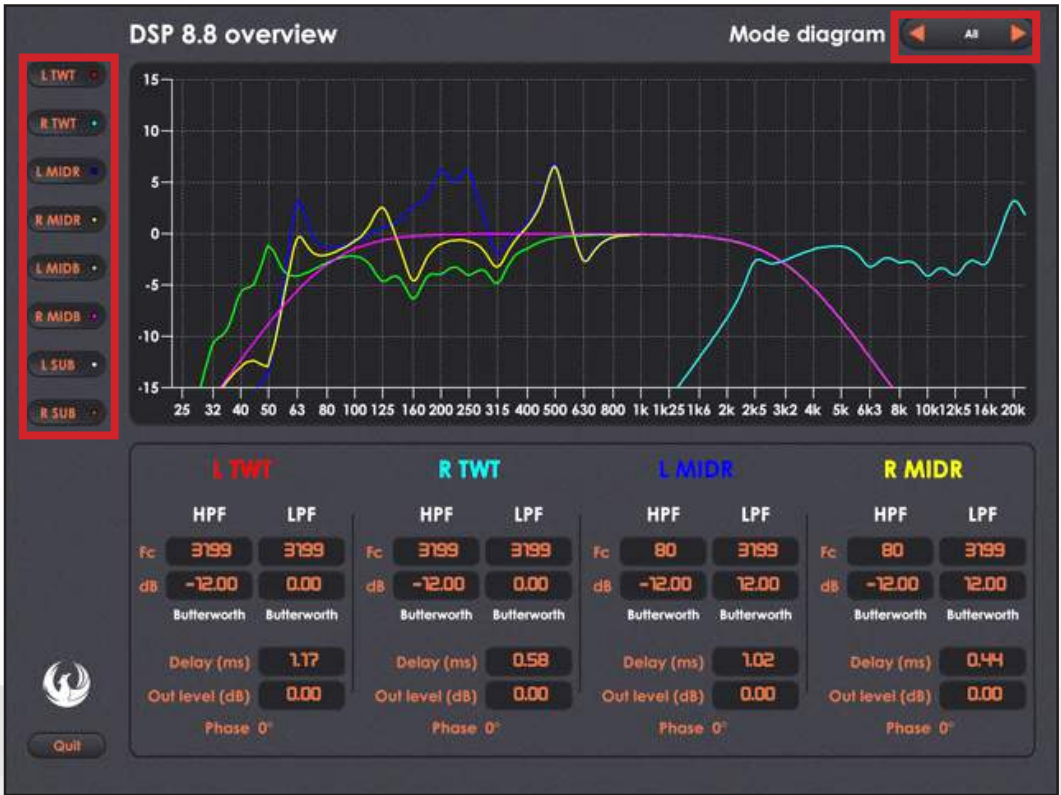 DSP 8.8 overview
Mode diagram All
L TWT
R TWT
L MIDR
R MIDR
L MIDB
R MIDB
L SUB
R SUB
15
10
5
0
-5
-10
-15
25 32 40 50 63 80 100 125 160 200 250 315 400 500 630 800 1k 1k25 1k6 2k 2k5 3k2 4k 5k 6k3 8k 10k 12k5 16k 20k
L TWT R TWT L MIDR R MIDR
HPF LPF HPF LPF HPF LPF HPF LPF
Fc 3199 3199 Fc 3199 3199 Fc 80 3199 Fc 80 3199
dB -12.00 0.00 dB -12.00 0.00 dB -12.00 12.00 dB -12.00 12.00
Butterworth Butterworth Butterworth Butterworth Butterworth Butterworth Butterworth Butterworth
Delay (ms) 1.17 Delay (ms) 0.58 Delay (ms) 1.02 Delay (ms) 0.44
Out level (dB) 0.00 Out level (dB) 0.00 Out level (dB) 0.00 Out level (dB) 0.00
Phase 0° Phase 0° Phase 0° Phase 0°
Quit